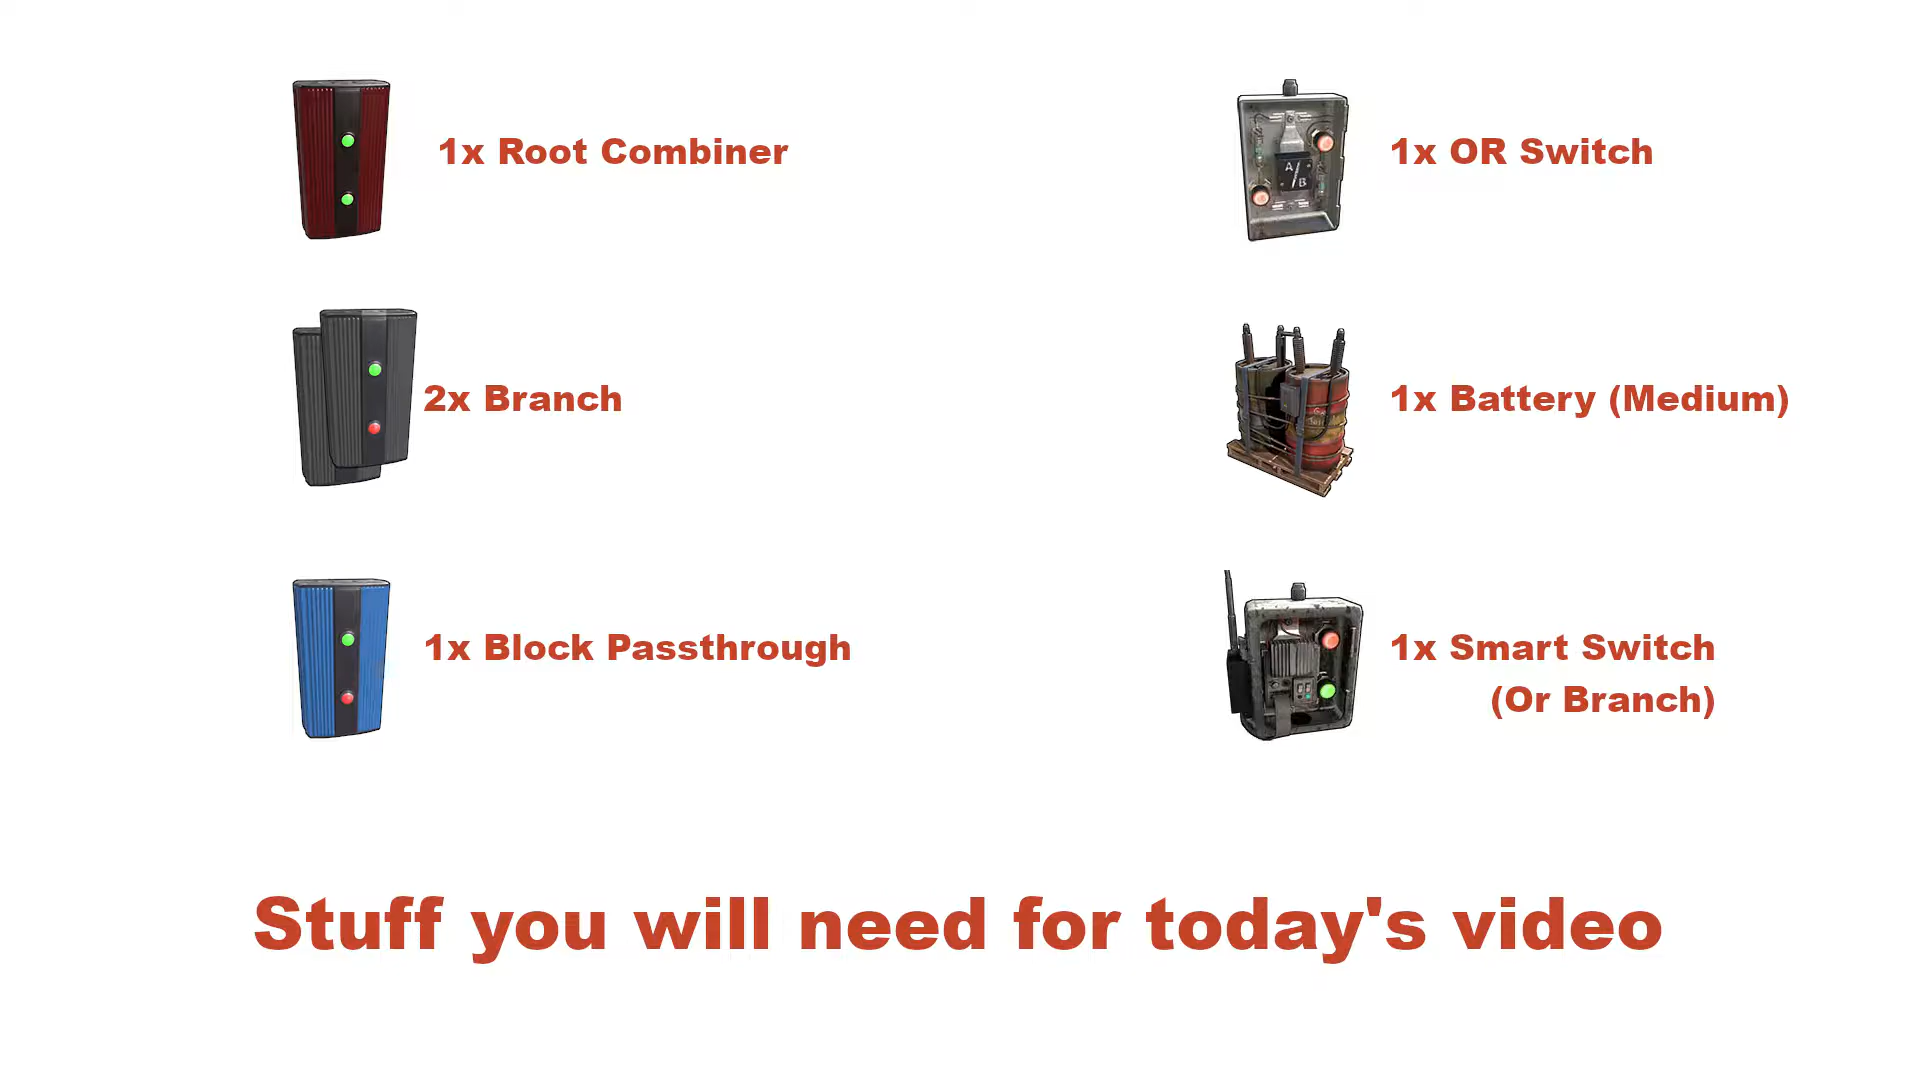 1x Root Combiner
1x OR Switch
2x Branch
1x Battery (Medium)
1x Block Passthrough
1x Smart Switch
(Or Branch)
Stuff you will need for today's video